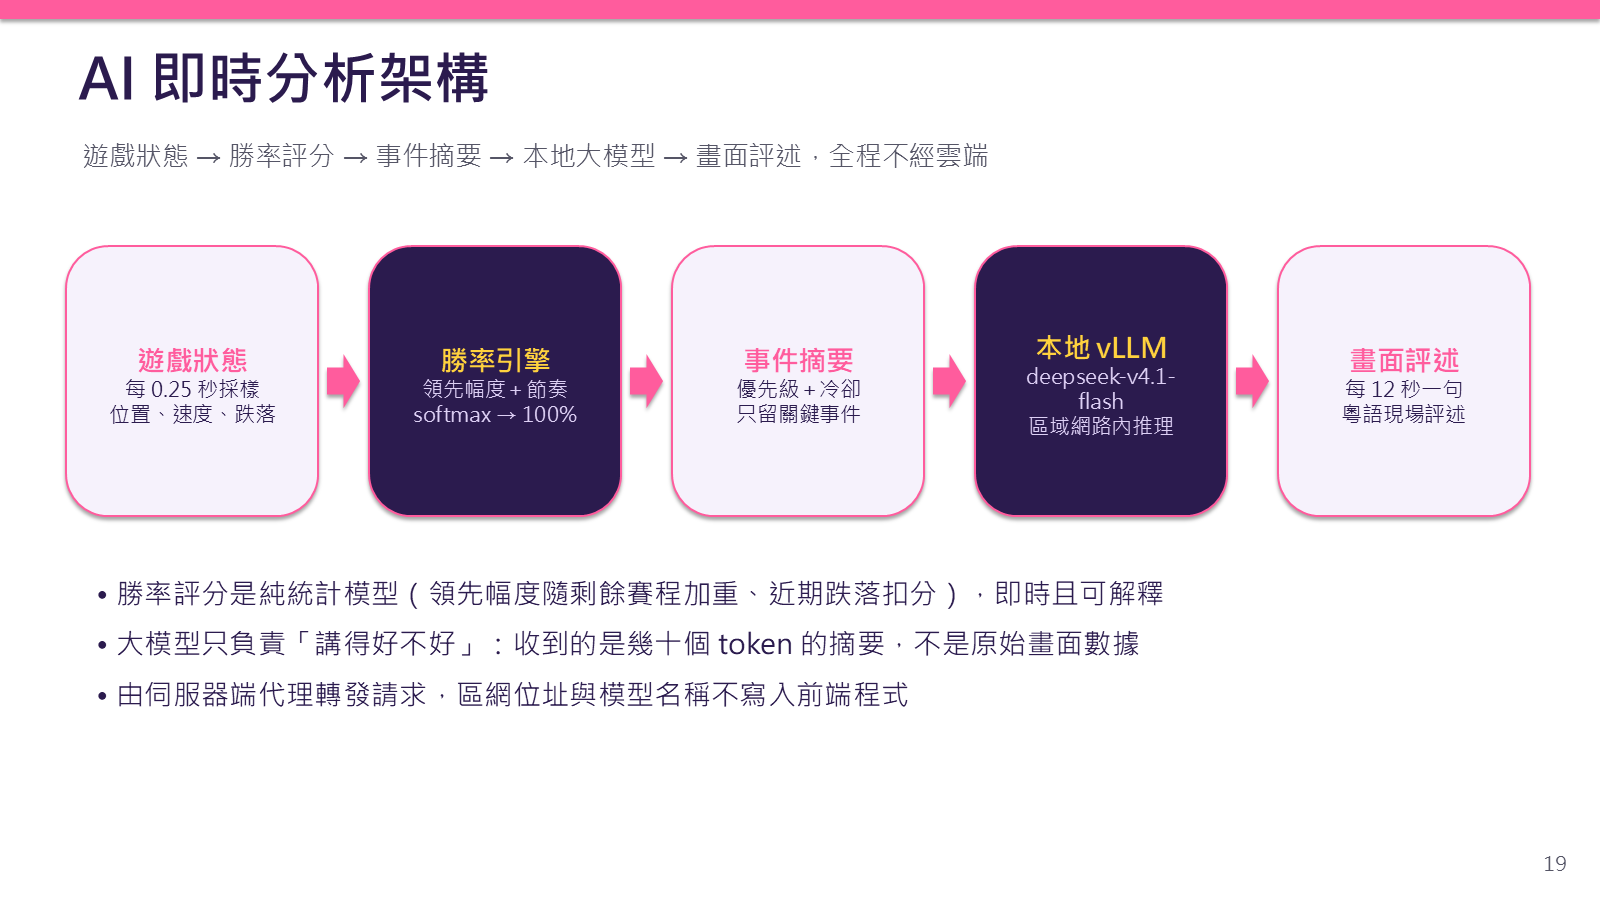 AI 即時分析架構
遊戲狀態 → 勝率評分 → 事件摘要 → 本地大模型 → 畫面評述，全程不經雲端
遊戲狀態
每 0.25 秒採樣
位置、速度、跌落
勝率引擎
領先幅度 + 節奏
softmax → 100%
事件摘要
優先級 + 冷卻
只留關鍵事件
本地 vLLM
deepseek-v4.1-
flash
區域網路內推理
畫面評述
每 12 秒一句
粵語現場評述
• 勝率評分是純統計模型（領先幅度隨剩餘賽程加重、近期跌落扣分），即時且可解釋
• 大模型只負責「講得好不好」：收到的是幾十個 token 的摘要，不是原始畫面數據
• 由伺服器端代理轉發請求，區網位址與模型名稱不寫入前端程式
19